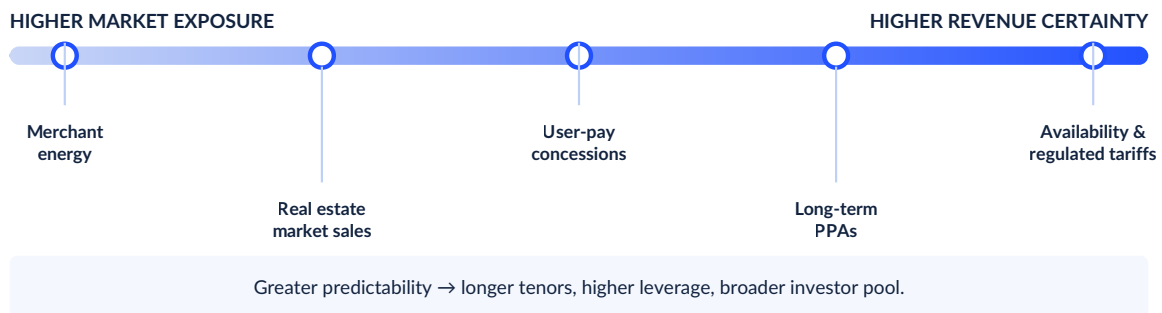 HIGHER MARKET EXPOSURE
HIGHER REVENUE CERTAINTY
Merchant
energy
Real estate
market sales
User-pay
concessions
Long-term
PPAs
Availability &
regulated tariffs
Greater predictability → longer tenors, higher leverage, broader investor pool.